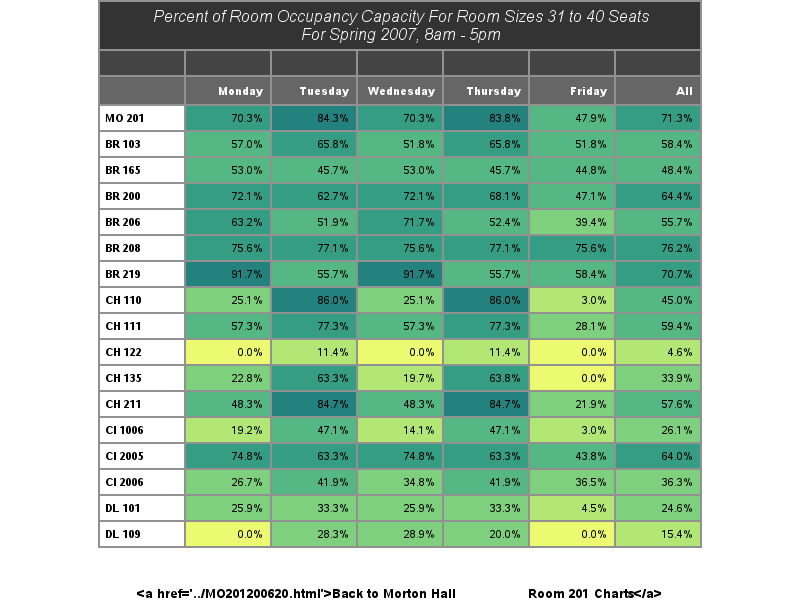 Percent of Room Occupancy Capacity For Room Sizes 31 to 40 Seats
For Spring 2007, 8am - 5pm
Monday Tuesday Wednesday Thursday Friday All
MO 201 70.3% 84.3% 70.3% 83.8% 47.9% 71.3%
BR 103 57.0% 65.8% 51.8% 65.8% 51.8% 58.4%
BR 165 53.0% 45.7% 53.0% 45.7% 44.8% 48.4%
BR 200 72.1% 62.7% 72.1% 68.1% 47.1% 64.4%
BR 206 63.2% 51.9% 71.7% 52.4% 39.4% 55.7%
BR 208 75.6% 77.1% 75.6% 77.1% 75.6% 76.2%
BR 219 91.7% 55.7% 91.7% 55.7% 58.4% 70.7%
CH 110 25.1% 86.0% 25.1% 86.0% 3.0% 45.0%
CH 111 57.3% 77.3% 57.3% 77.3% 28.1% 59.4%
CH 122 0.0% 11.4% 0.0% 11.4% 0.0% 4.6%
CH 135 22.8% 63.3% 19.7% 63.8% 0.0% 33.9%
CH 211 48.3% 84.7% 48.3% 84.7% 21.9% 57.6%
CI 1006 19.2% 47.1% 14.1% 47.1% 3.0% 26.1%
CI 2005 74.8% 63.3% 74.8% 63.3% 43.8% 64.0%
CI 2006 26.7% 41.9% 34.8% 41.9% 36.5% 36.3%
DL 101 25.9% 33.3% 25.9% 33.3% 4.5% 24.6%
DL 109 0.0% 28.3% 28.9% 20.0% 0.0% 15.4%
<a href='../MO201200620.html'>Back to Morton Hall Room 201 Charts</a>